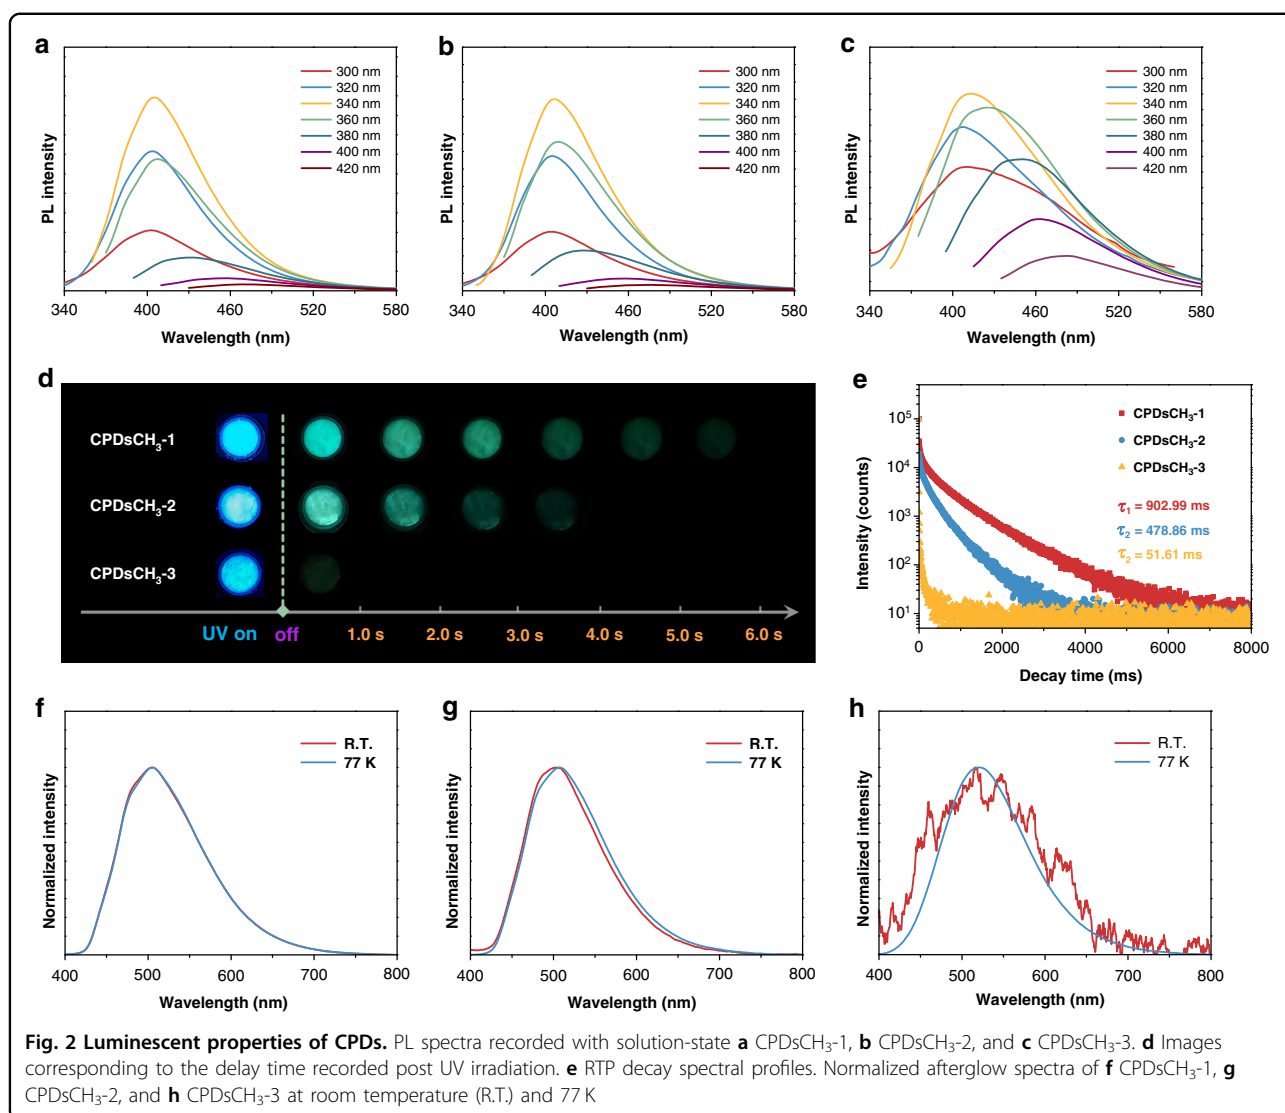 a
PL intensity
300 nm
320 nm
340 nm
360 nm
380 nm
400 nm
420 nm
340 400 460 520 580
Wavelength (nm)
b
PL intensity
300 nm
320 nm
340 nm
360 nm
380 nm
400 nm
420 nm
340 400 460 520 580
Wavelength (nm)
c
PL intensity
300 nm
320 nm
340 nm
360 nm
380 nm
400 nm
420 nm
340 400 460 520 580
Wavelength (nm)
d
CPDsCH₃-1
CPDsCH₃-2
CPDsCH₃-3
UV on off 1.0 s 2.0 s 3.0 s 4.0 s 5.0 s 6.0 s
e
Intensity (counts)
10⁵
10⁴
10³
10²
10¹
CPDsCH₃-1
CPDsCH₃-2
CPDsCH₃-3
τ₁ = 902.99 ms
τ₂ = 478.86 ms
τ₂ = 51.61 ms
0 2000 4000 6000 8000
Decay time (ms)
f
Normalized intensity
R.T.
77 K
400 500 600 700 800
Wavelength (nm)
g
Normalized intensity
R.T.
77 K
400 500 600 700 800
Wavelength (nm)
h
Normalized intensity
R.T.
77 K
400 500 600 700 800
Wavelength (nm)
Fig. 2 Luminescent properties of CPDs. PL spectra recorded with solution-state a CPDsCH₃-1, b CPDsCH₃-2, and c CPDsCH₃-3. d Images
corresponding to the delay time recorded post UV irradiation. e RTP decay spectral profiles. Normalized afterglow spectra of f CPDsCH₃-1, g
CPDsCH₃-2, and h CPDsCH₃-3 at room temperature (R.T.) and 77 K